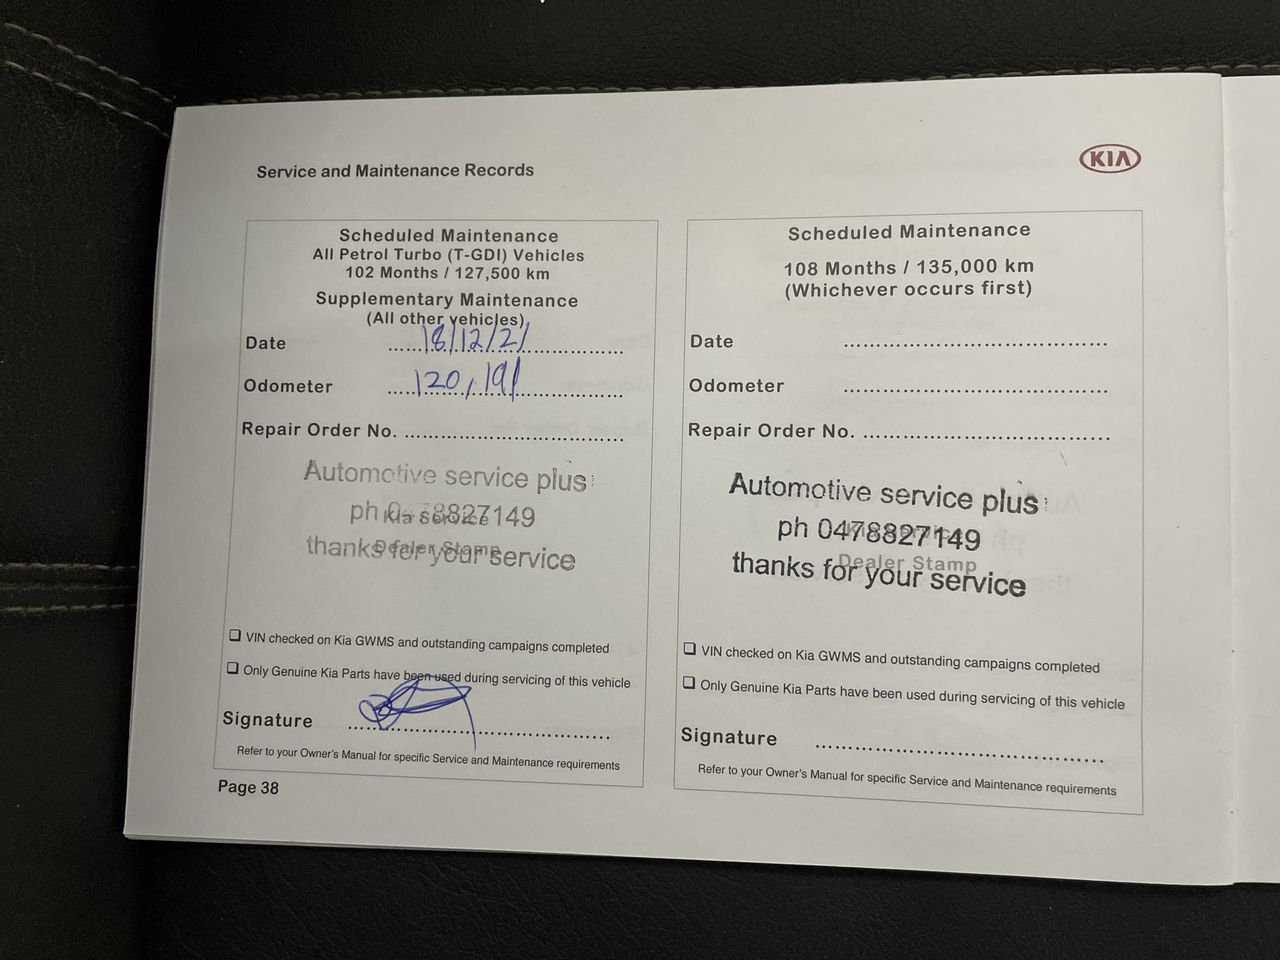 Service and Maintenance Records
KIA
Scheduled Maintenance
All Petrol Turbo (T-GDI) Vehicles
102 Months / 127,500 km
Supplementary Maintenance
(All other vehicles)
Date 18/12/21
Odometer 120,191
Repair Order No.
Automotive service plus
ph 0478827149
Kia Service
Dealer Stamp
thanks for your service
❑ VIN checked on Kia GWMS and outstanding campaigns completed
❑ Only Genuine Kia Parts have been used during servicing of this vehicle
Signature
Refer to your Owner's Manual for specific Service and Maintenance requirements
Page 38
Scheduled Maintenance
108 Months / 135,000 km
(Whichever occurs first)
Date
Odometer
Repair Order No.
Automotive service plus
ph 0478827149
Kia Service
Dealer Stamp
thanks for your service
❑ VIN checked on Kia GWMS and outstanding campaigns completed
❑ Only Genuine Kia Parts have been used during servicing of this vehicle
Signature
Refer to your Owner's Manual for specific Service and Maintenance requirements